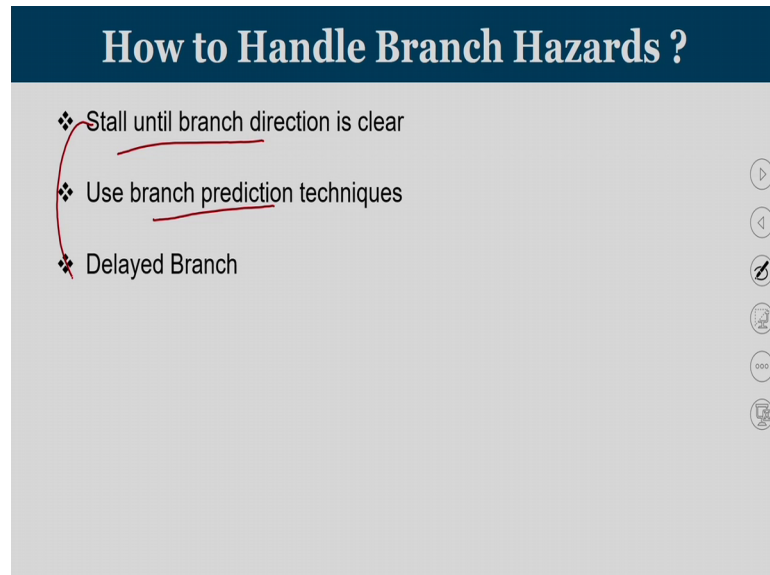 How to Handle Branch Hazards ?
❖ Stall until branch direction is clear
❖ Use branch prediction techniques
❖ Delayed Branch